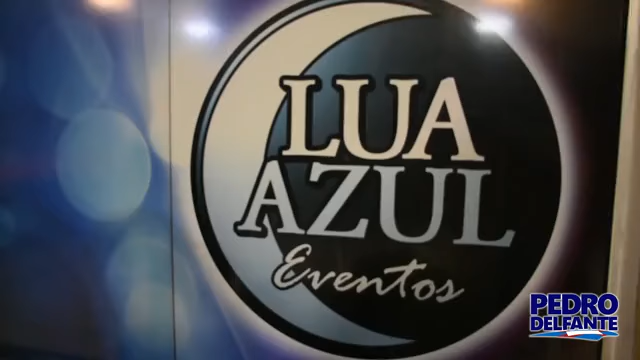 LUA
AZUL
Eventos
PEDRO
DELFANTE